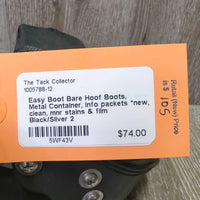 The Tack Collector
1005788-12
Easy Boot Bare Hoof Boots,
Metal Container, info packets *new,
clean, mnr stains & film
Black/Silver 2
$74.00
5WF43V
Retail (New) Price
is $ 105